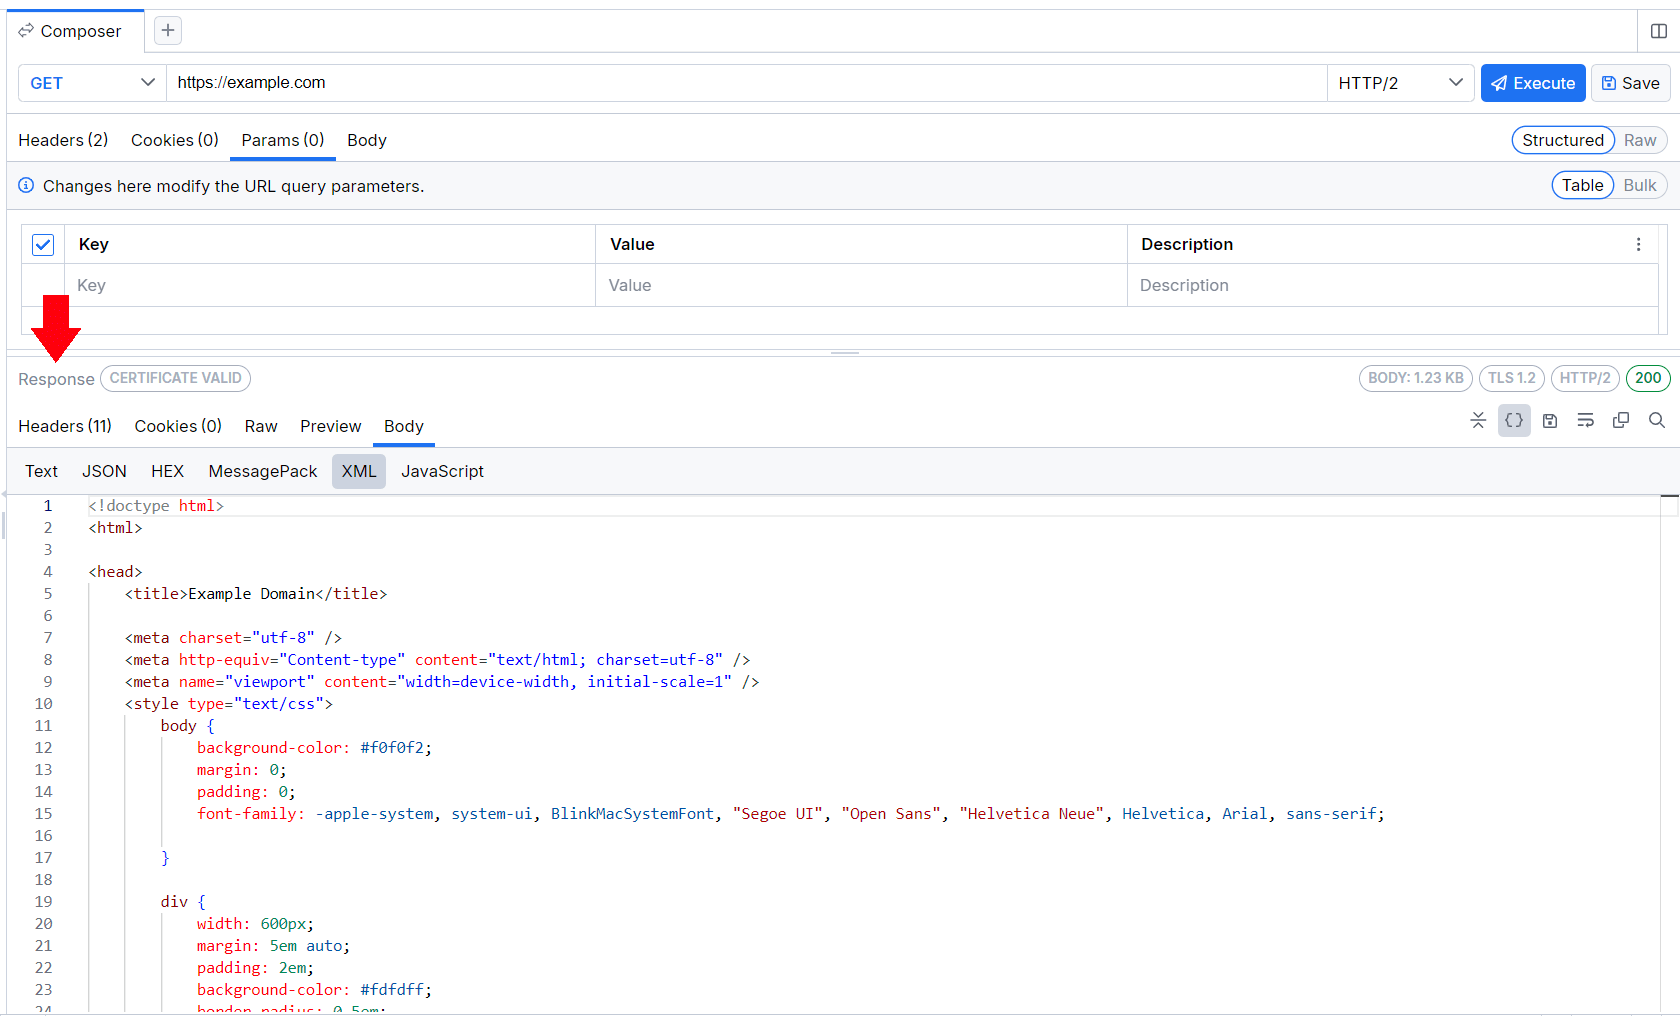 Composer
GET https://example.com HTTP/2 Execute Save
Headers (2) Cookies (0) Params (0) Body Structured Raw
Changes here modify the URL query parameters. Table Bulk
Key Value Description
Key Value Description
Response CERTIFICATE VALID BODY: 1.23 KB TLS 1.2 HTTP/2 200
Headers (11) Cookies (0) Raw Preview Body
Text JSON HEX MessagePack XML JavaScript
1 <!doctype html>
2 <html>
3
4 <head>
5 <title>Example Domain</title>
6
7 <meta charset="utf-8" />
8 <meta http-equiv="Content-type" content="text/html; charset=utf-8" />
9 <meta name="viewport" content="width=device-width, initial-scale=1" />
10 <style type="text/css">
11 body {
12 background-color: #f0f0f2;
13 margin: 0;
14 padding: 0;
15 font-family: -apple-system, system-ui, BlinkMacSystemFont, "Segoe UI", "Open Sans", "Helvetica Neue", Helvetica, Arial, sans-serif;
16
17 }
18
19 div {
20 width: 600px;
21 margin: 5em auto;
22 padding: 2em;
23 background-color: #fdfdff;
24 border-radius: 0.5em;